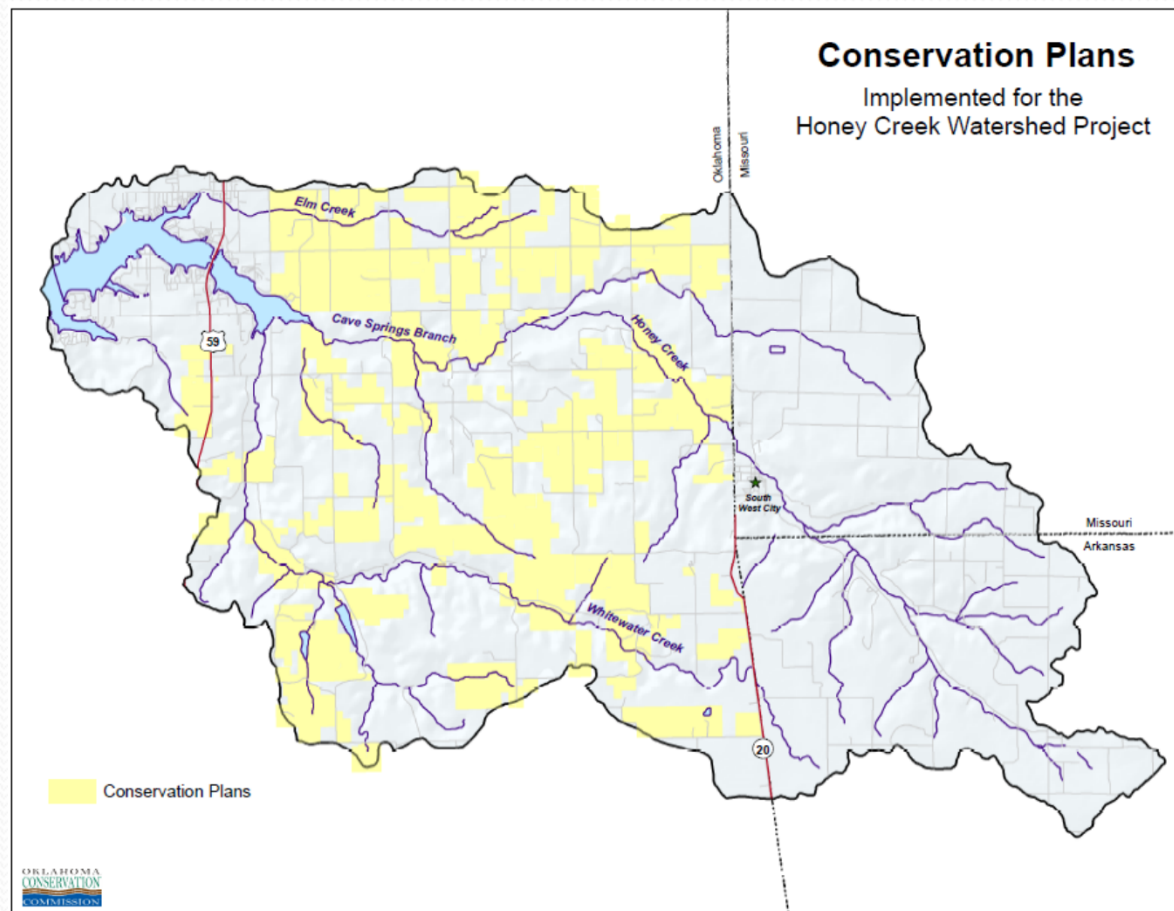 Conservation Plans
Implemented for the
Honey Creek Watershed Project
Oklahoma
Missouri
Elm Creek
Cave Springs Branch
Honey Creek
59
South
West City
Missouri
Arkansas
Whitewater Creek
20
Conservation Plans
OKLAHOMA
CONSERVATION
COMMISSION